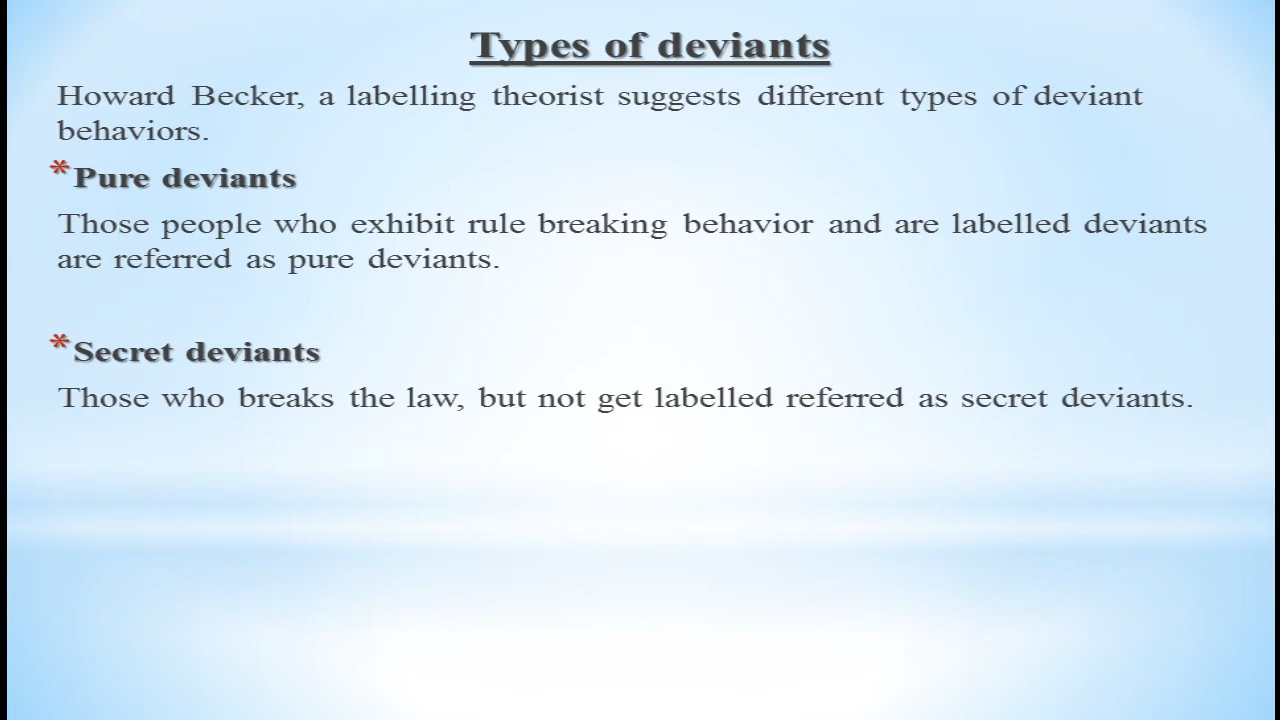 Types of deviants
Howard Becker, a labelling theorist suggests different types of deviant
behaviors.
*Pure deviants
Those people who exhibit rule breaking behavior and are labelled deviants
are referred as pure deviants.
*Secret deviants
Those who breaks the law, but not get labelled referred as secret deviants.